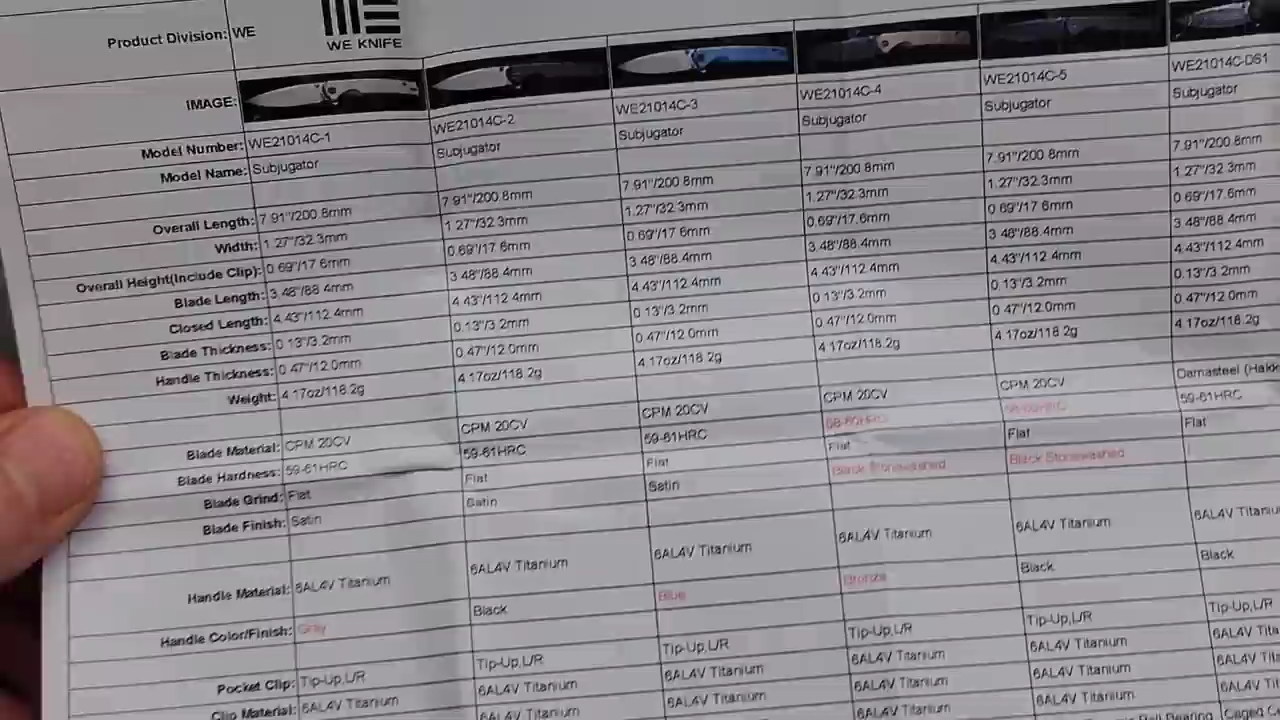 Product Division: WE
WE KNIFE
IMAGE:
Model Number: WE21014C-1 WE21014C-2 WE21014C-3 WE21014C-4 WE21014C-5 WE21014C-DS1
Model Name: Subjugator Subjugator Subjugator Subjugator Subjugator Subjugator
Overall Length: 7.91"/200.8mm 7.91"/200.8mm 7.91"/200.8mm 7.91"/200.8mm 7.91"/200.8mm 7.91"/200.8mm
Width: 1.27"/32.3mm 1.27"/32.3mm 1.27"/32.3mm 1.27"/32.3mm 1.27"/32.3mm 1.27"/32.3mm
Overall Height(Include Clip): 0.69"/17.6mm 0.69"/17.6mm 0.69"/17.6mm 0.69"/17.6mm 0.69"/17.6mm 0.69"/17.6mm
Blade Length: 3.48"/88.4mm 3.48"/88.4mm 3.48"/88.4mm 3.48"/88.4mm 3.48"/88.4mm 3.48"/88.4mm
Closed Length: 4.43"/112.4mm 4.43"/112.4mm 4.43"/112.4mm 4.43"/112.4mm 4.43"/112.4mm 4.43"/112.4mm
Blade Thickness: 0.13"/3.2mm 0.13"/3.2mm 0.13"/3.2mm 0.13"/3.2mm 0.13"/3.2mm 0.13"/3.2mm
Handle Thickness: 0.47"/12.0mm 0.47"/12.0mm 0.47"/12.0mm 0.47"/12.0mm 0.47"/12.0mm 0.47"/12.0mm
Weight: 4.17oz/118.2g 4.17oz/118.2g 4.17oz/118.2g 4.17oz/118.2g 4.17oz/118.2g 4.17oz/118.2g
Blade Material: CPM 20CV CPM 20CV CPM 20CV CPM 20CV CPM 20CV Damasteel
Blade Hardness: 59-61HRC 59-61HRC 59-61HRC 58-60HRC 58-60HRC 59-61HRC
Blade Grind: Flat Flat Flat Flat Flat Flat
Blade Finish: Satin Satin Satin Black Stonewashed Black Stonewashed /
Handle Material: 6AL4V Titanium 6AL4V Titanium 6AL4V Titanium 6AL4V Titanium 6AL4V Titanium 6AL4V
Handle Color/Finish: Gray Black Blue Bronze Black Black
Pocket Clip: Tip-Up,L/R Tip-Up,L/R Tip-Up,L/R Tip-Up,L/R Tip-Up,L/R Tip-Up,L/R
Clip Material: 6AL4V Titanium 6AL4V Titanium 6AL4V Titanium 6AL4V Titanium 6AL4V Titanium 6AL4V
6AL4V Titanium 6AL4V Titanium 6AL4V Titanium 6AL4V Titanium 6AL4V
Bearing Caged